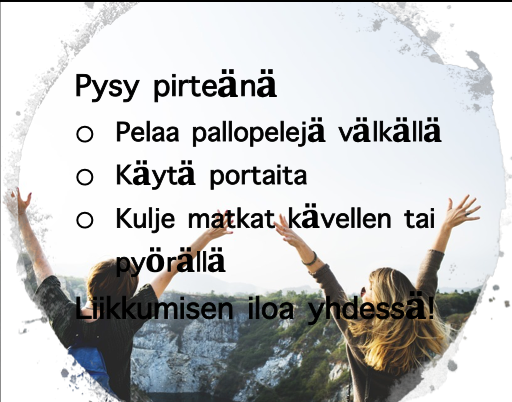 Pysy pirteänä
○ Pelaa pallopelejä välkällä
○ Käytä portaita
○ Kulje matkat kävellen tai
pyörällä
Liikkumisen iloa yhdessä!